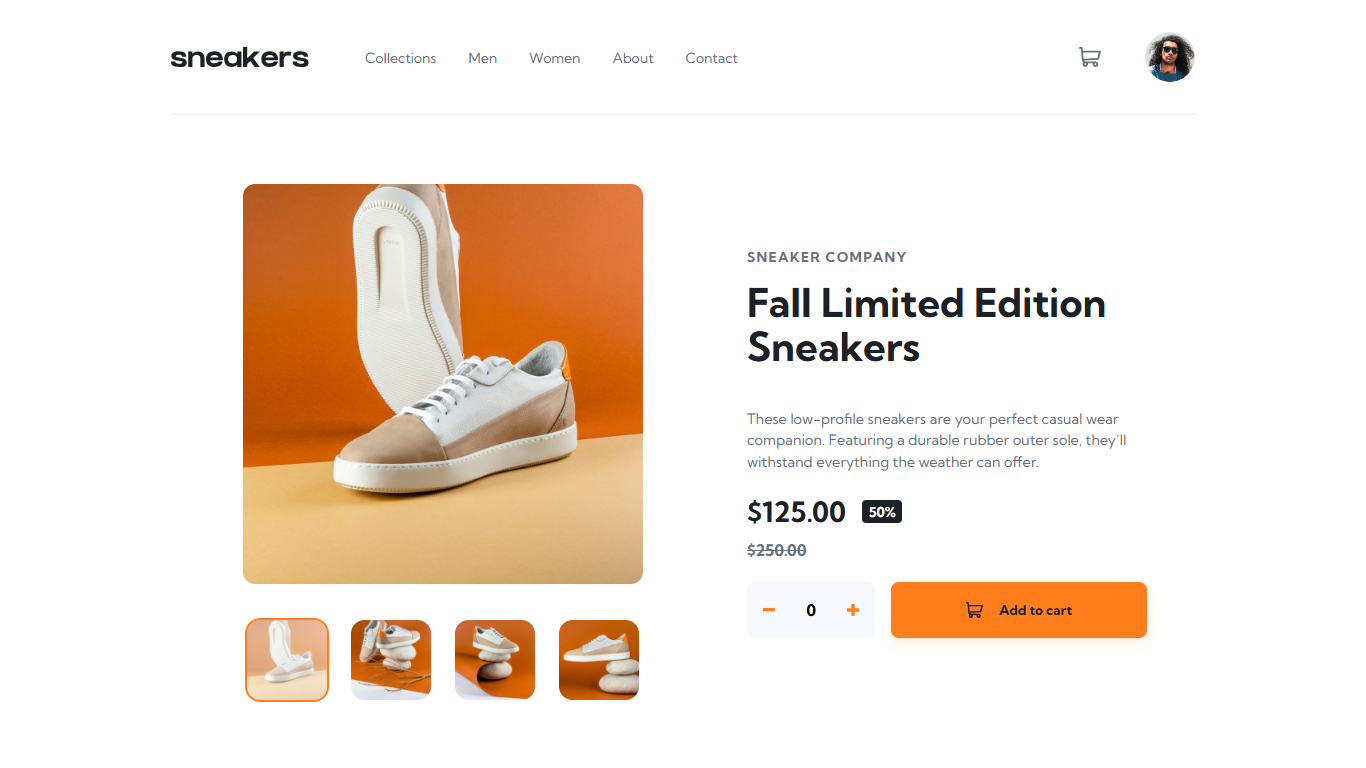 sneakers
Collections Men Women About Contact
SNEAKER COMPANY
Fall Limited Edition
Sneakers
These low-profile sneakers are your perfect casual wear
companion. Featuring a durable rubber outer sole, they’ll
withstand everything the weather can offer.
$125.00 50%
$250.00
0
Add to cart